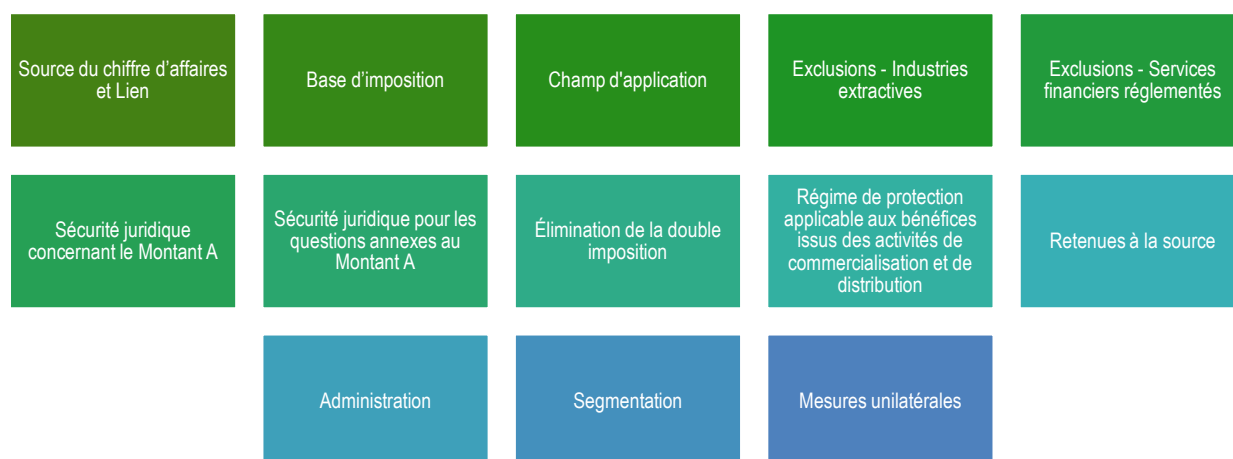 Source du chiffre d’affaires
et Lien
Base d’imposition
Champ d'application
Exclusions - Industries
extractives
Exclusions - Services
financiers réglementés
Sécurité juridique
concernant le Montant A
Sécurité juridique pour les
questions annexes au
Montant A
Élimination de la double
imposition
Régime de protection
applicable aux bénéfices
issus des activités de
commercialisation et de
distribution
Retenues à la source
Administration
Segmentation
Mesures unilatérales